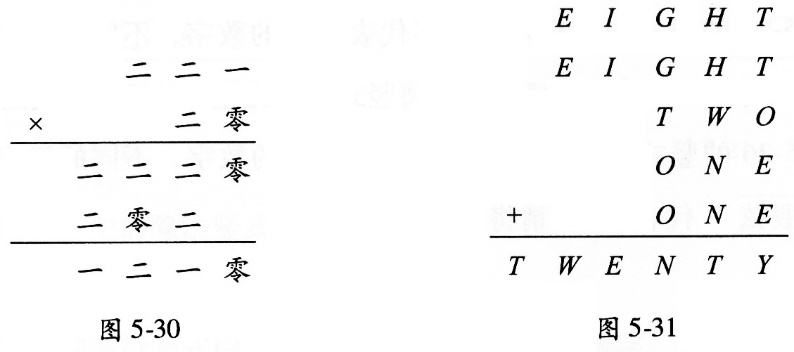 二 二 一
× 二 零
二 二 二 零
二 零 二
一 二 一 零
图 5-30
E I G H T
E I G H T
T W O
O N E
+ O N E
T W E N T Y
图 5-31